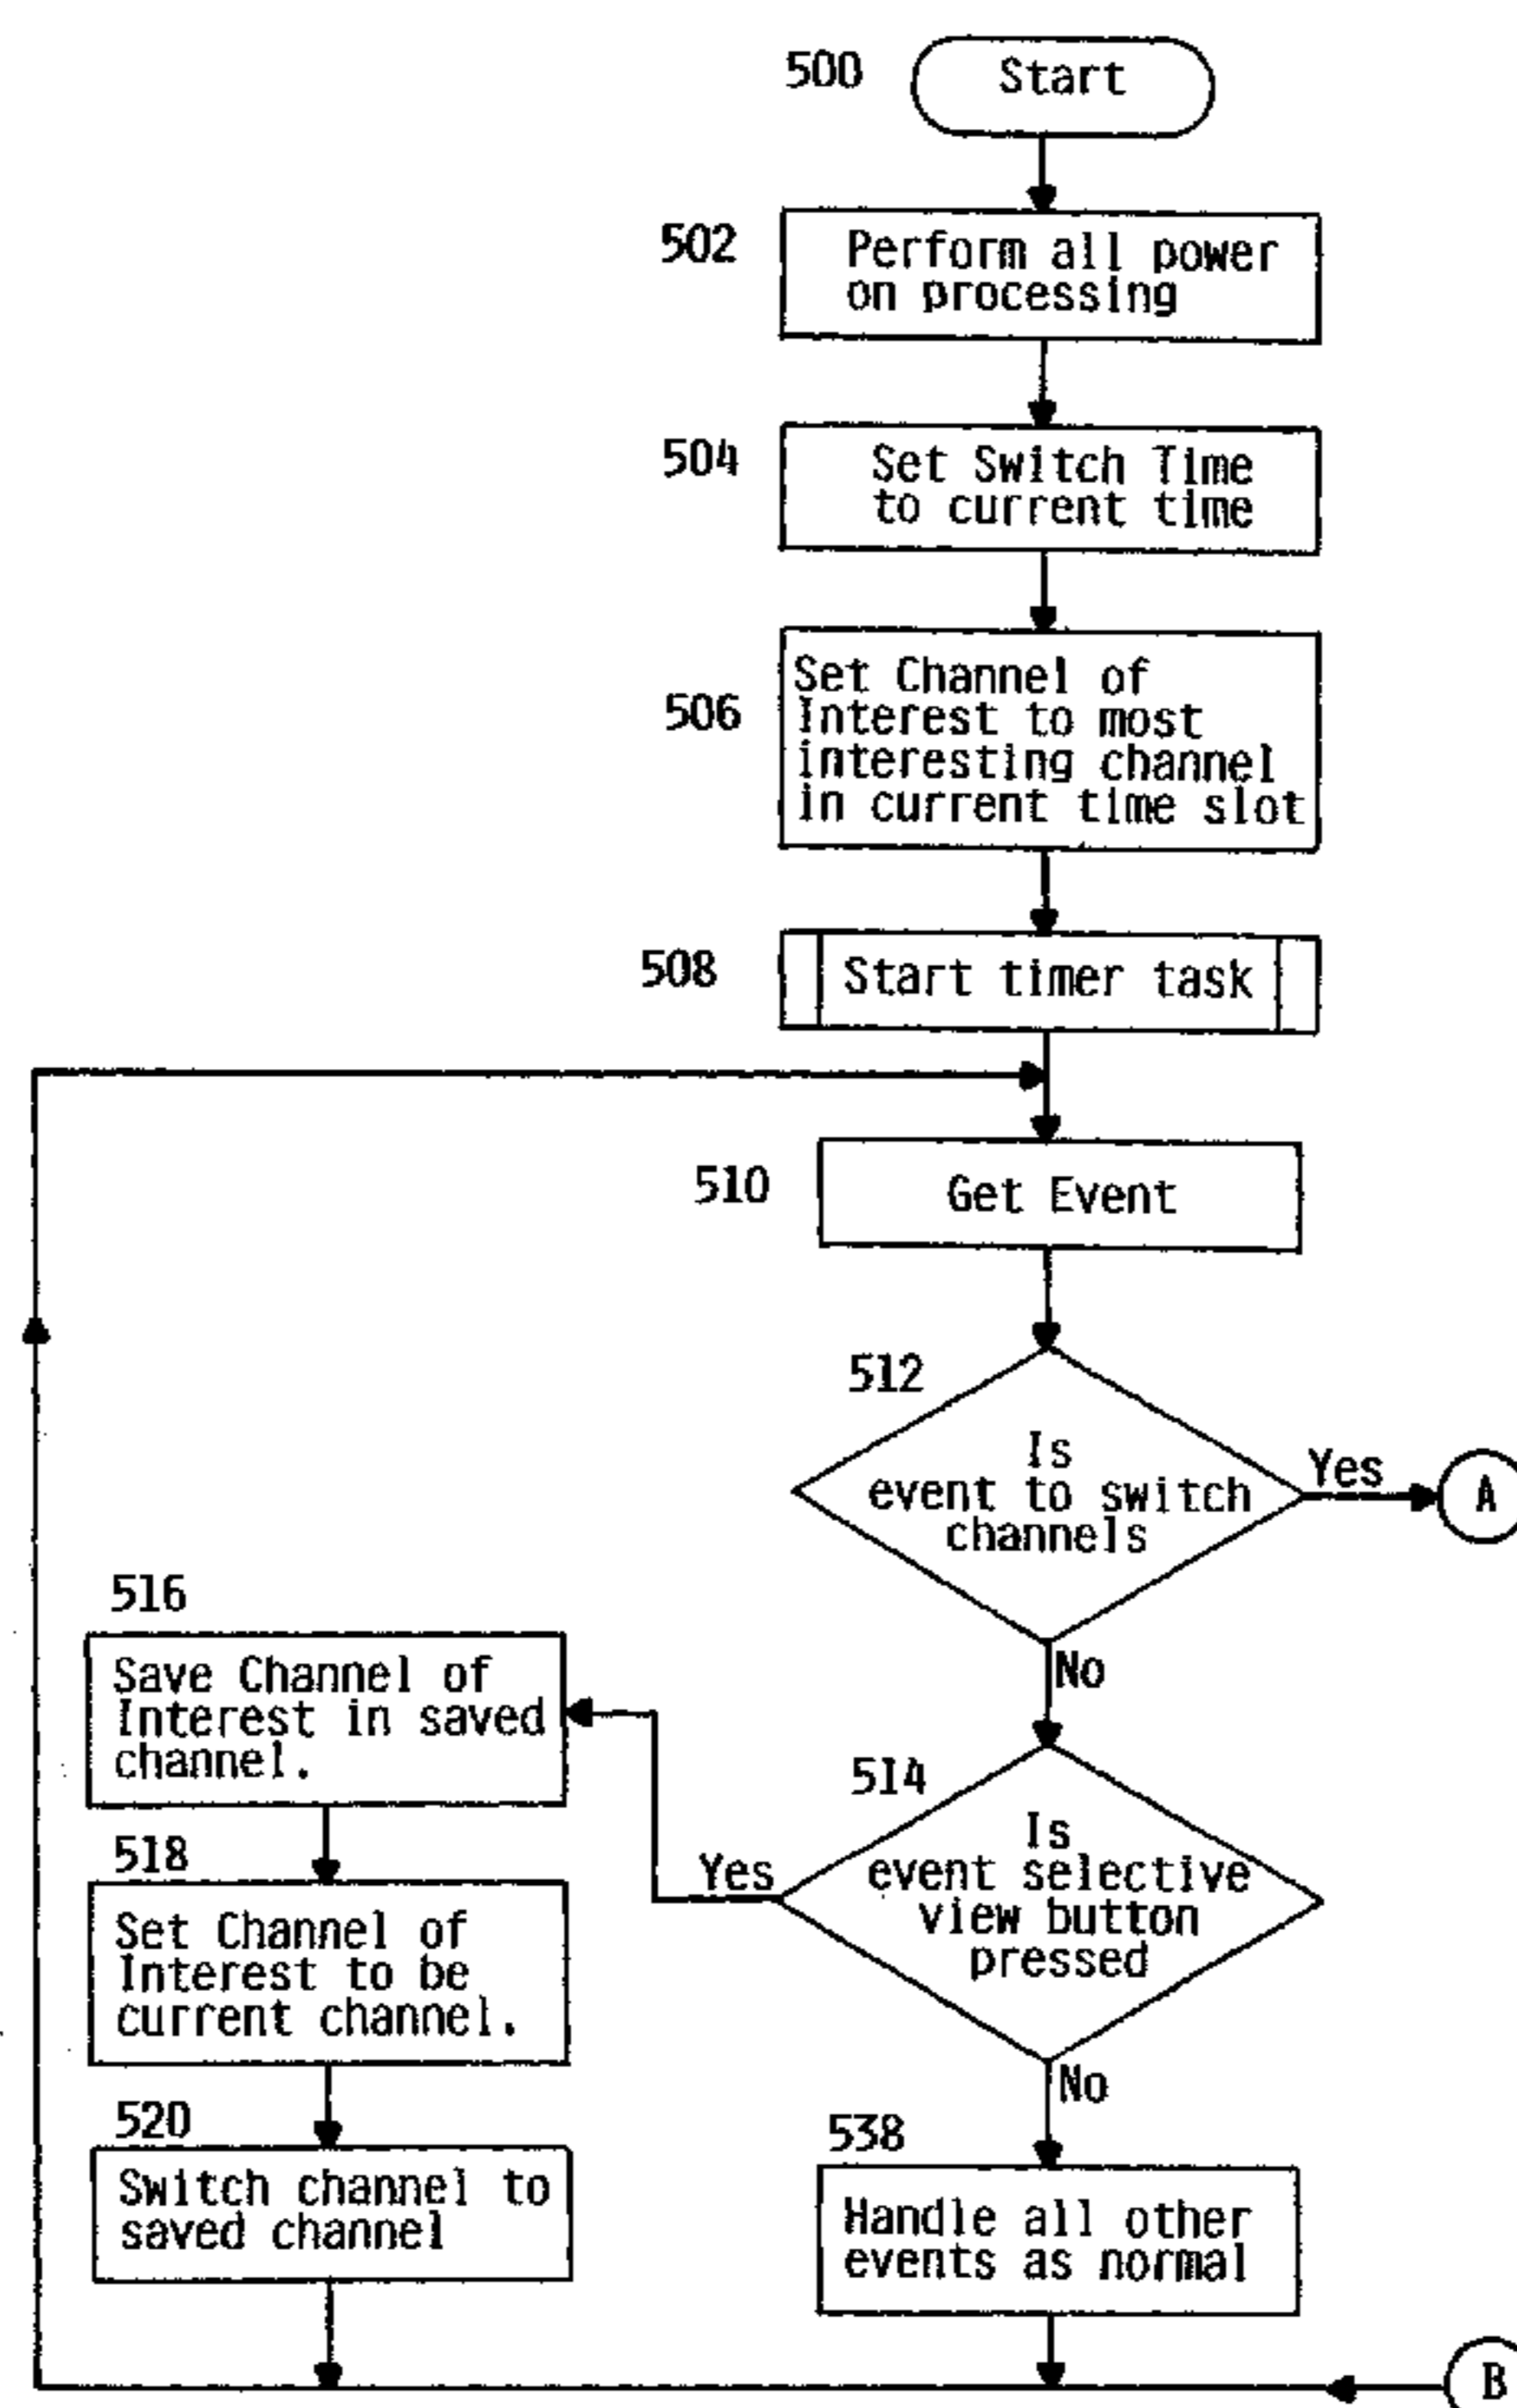 500
Start
502
Perform all power
on processing
504
Set Switch Time
to current time
506
Set Channel of
Interest to most
interesting channel
in current time slot
508
Start timer task
510
Get Event
512
Is
event to switch
channels
Yes
A
No
516
Save Channel of
Interest in saved
channel.
514
Is
event selective
view button
pressed
Yes
No
518
Set Channel of
Interest to be
current channel.
520
Switch channel to
saved channel
538
Handle all other
events as normal
B